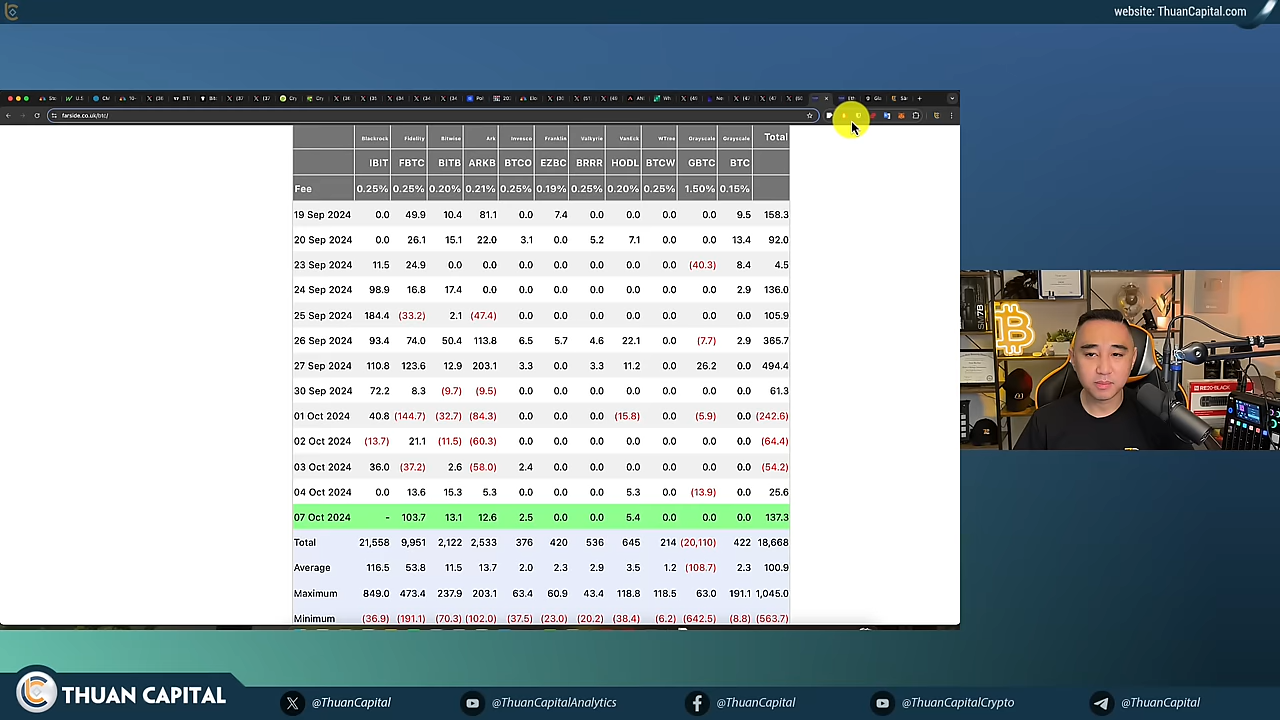 website: ThuanCapital.com
farside.co.uk/btc/
Blackrock Fidelity Bitwise Ark Invesco Franklin Valkyrie VanEck WTree Grayscale Grayscale Total
IBIT FBTC BITB ARKB BTCO EZBC BRRR HODL BTCW GBTC BTC
Fee 0.25% 0.25% 0.20% 0.21% 0.25% 0.19% 0.25% 0.20% 0.25% 1.50% 0.15%
19 Sep 2024 0.0 49.9 10.4 81.1 0.0 7.4 0.0 0.0 0.0 0.0 9.5 158.3
20 Sep 2024 0.0 26.1 15.1 22.0 3.1 0.0 5.2 7.1 0.0 0.0 13.4 92.0
23 Sep 2024 11.5 24.9 0.0 0.0 0.0 0.0 0.0 0.0 0.0 (40.3) 8.4 4.5
24 Sep 2024 98.9 16.8 17.4 0.0 0.0 0.0 0.0 0.0 0.0 0.0 2.9 136.0
Sep 2024 184.4 (33.2) 2.1 (47.4) 0.0 0.0 0.0 0.0 0.0 0.0 0.0 105.9
26 Sep 2024 93.4 74.0 50.4 113.8 6.5 5.7 4.6 22.1 0.0 (7.7) 2.9 365.7
27 Sep 2024 110.8 123.6 12.9 203.1 3.3 0.0 3.3 11.2 0.0 26.2 0.0 494.4
30 Sep 2024 72.2 8.3 (9.7) (9.5) 0.0 0.0 0.0 0.0 0.0 0.0 0.0 61.3
01 Oct 2024 40.8 (144.7) (32.7) (84.3) 0.0 0.0 0.0 (15.8) 0.0 (5.9) 0.0 (242.6)
02 Oct 2024 (13.7) 21.1 (11.5) (60.3) 0.0 0.0 0.0 0.0 0.0 0.0 0.0 (64.4)
03 Oct 2024 36.0 (37.2) 2.6 (58.0) 2.4 0.0 0.0 0.0 0.0 0.0 0.0 (54.2)
04 Oct 2024 0.0 13.6 15.3 5.3 0.0 0.0 0.0 5.3 0.0 (13.9) 0.0 25.6
07 Oct 2024 - 103.7 13.1 12.6 2.5 0.0 0.0 5.4 0.0 0.0 0.0 137.3
Total 21,558 9,951 2,122 2,533 376 420 536 645 214 (20,110) 422 18,668
Average 116.5 53.8 11.5 13.7 2.0 2.3 2.9 3.5 1.2 (108.7) 2.3 100.9
Maximum 849.0 473.4 237.9 203.1 63.4 60.9 43.4 118.8 118.5 63.0 191.1 1,045.0
Minimum (36.9) (191.1) (70.3) (102.0) (37.5) (23.0) (20.2) (38.4) (6.2) (642.5) (8.8) (563.7)
SM7B
RE20-BLACK
THUAN CAPITAL
@ThuanCapital
@ThuanCapitalAnalytics
@ThuanCapital
@ThuanCapitalCrypto
@ThuanCapital